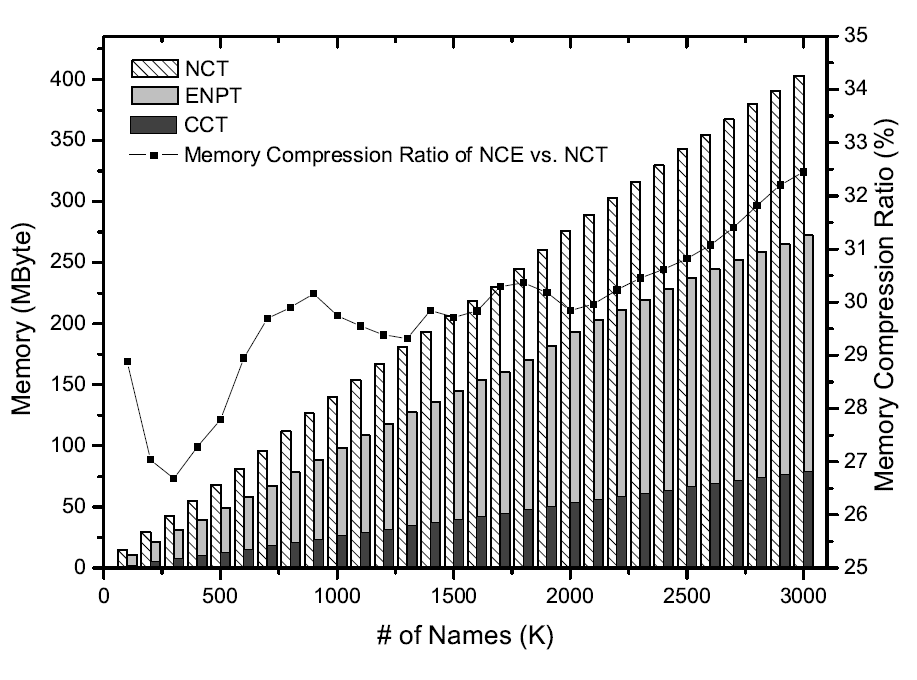 NCT
ENPT
CCT
Memory Compression Ratio of NCE vs. NCT
Memory (MByte)
400
350
300
250
200
150
100
50
0
Memory Compression Ratio (%)
35
34
33
32
31
30
29
28
27
26
25
0 500 1000 1500 2000 2500 3000
# of Names (K)